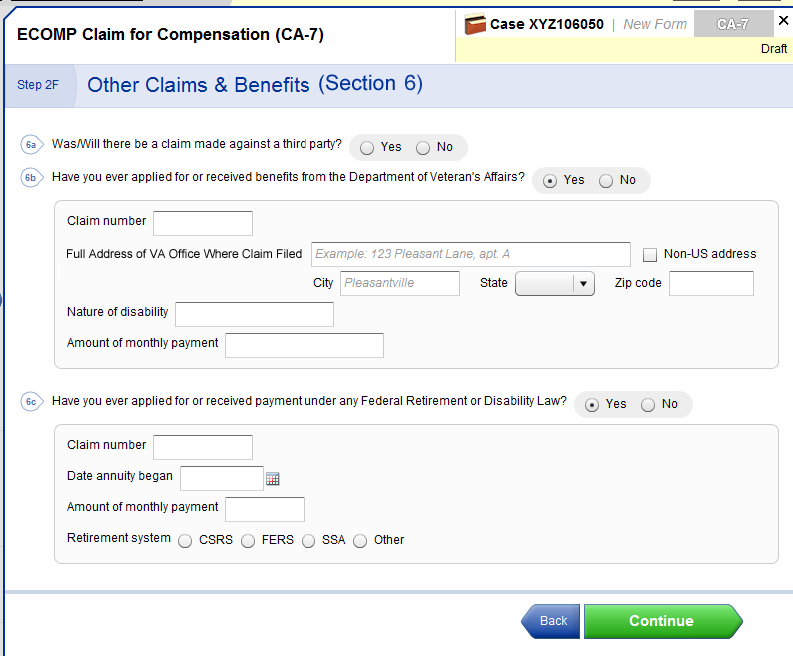 ECOMP Claim for Compensation (CA-7)
Case XYZ106050 | New Form CA-7
Draft
Step 2F Other Claims & Benefits (Section 6)
6a Was/Will there be a claim made against a third party? Yes No
6b Have you ever applied for or received benefits from the Department of Veteran's Affairs? Yes No
Claim number
Full Address of VA Office Where Claim Filed Example: 123 Pleasant Lane, apt. A Non-US address
City Pleasantville State Zip code
Nature of disability
Amount of monthly payment
6c Have you ever applied for or received payment under any Federal Retirement or Disability Law? Yes No
Claim number
Date annuity began
Amount of monthly payment
Retirement system CSRS FERS SSA Other
Back Continue